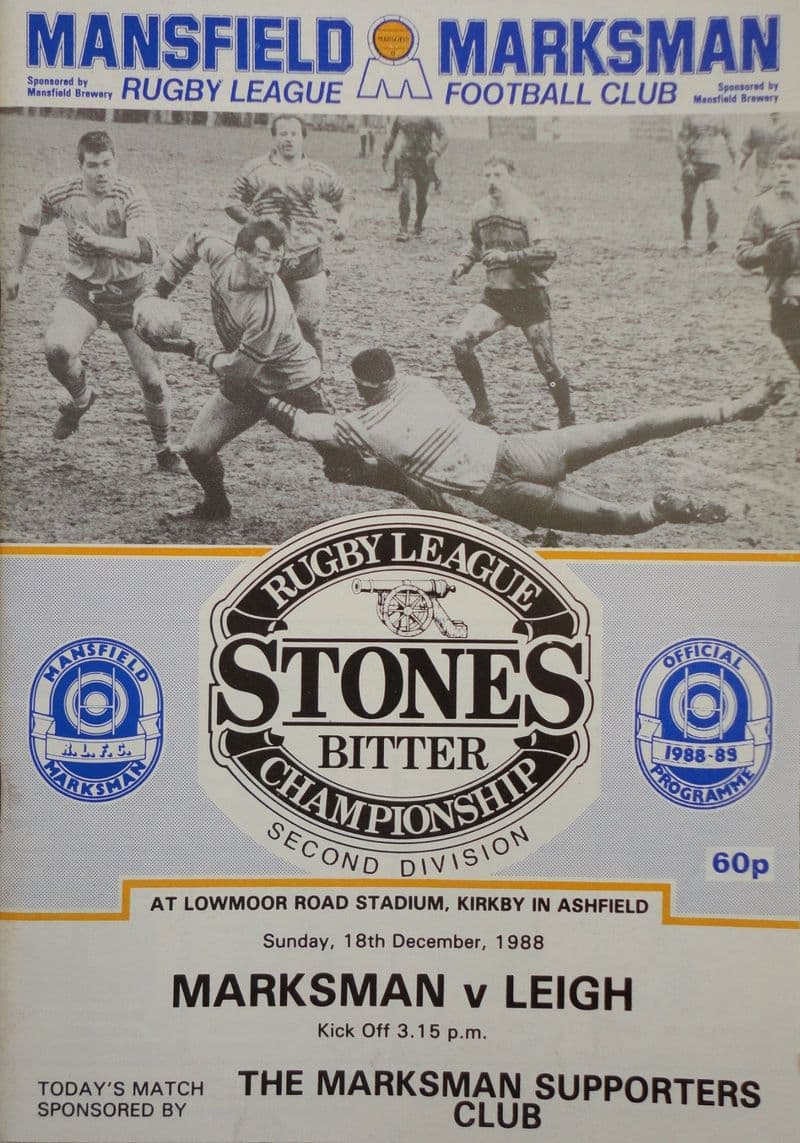 MANSFIELD MARKSMAN
Sponsored by
Mansfield Brewery
RUGBY LEAGUE
FOOTBALL CLUB
Sponsored by
Mansfield Brewery
RUGBY LEAGUE
STONES
BITTER
CHAMPIONSHIP
SECOND DIVISION
MANSFIELD
R.L.F.C.
MARKSMAN
OFFICIAL
1988-89
PROGRAMME
60p
AT LOWMOOR ROAD STADIUM, KIRKBY IN ASHFIELD
Sunday, 18th December, 1988
MARKSMAN v LEIGH
Kick Off 3.15 p.m.
TODAY'S MATCH
SPONSORED BY
THE MARKSMAN SUPPORTERS
CLUB